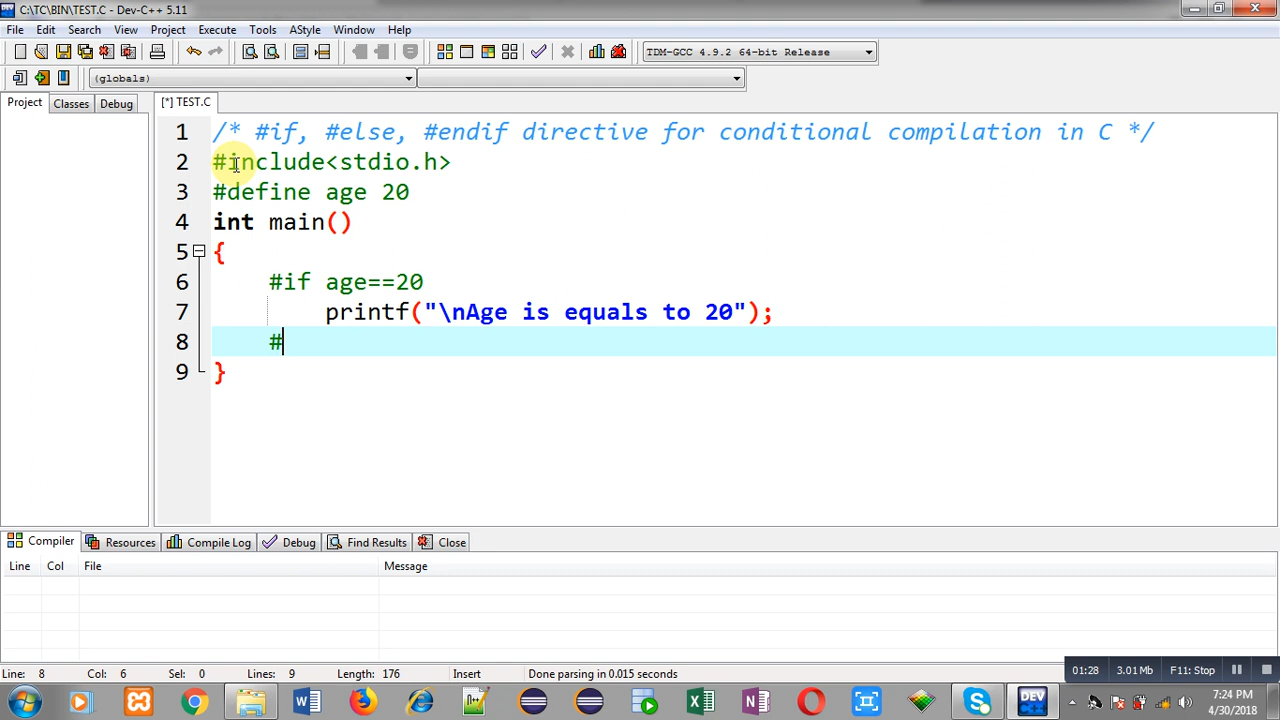 C:\TC\BIN\TEST.C - Dev-C++ 5.11
File Edit Search View Project Execute Tools AStyle Window Help
TDM-GCC 4.9.2 64-bit Release
(globals)
Project Classes Debug [*] TEST.C
1 /* #if, #else, #endif directive for conditional compilation in C */
2 #include<stdio.h>
3 #define age 20
4 int main()
5 {
6 #if age==20
7 printf("\nAge is equals to 20");
8 #
9 }
Compiler Resources Compile Log Debug Find Results Close
Line Col File Message
Line: 8 Col: 6 Sel: 0 Lines: 9 Length: 176 Insert Done parsing in 0.015 seconds
01:28 3.01 Mb F11: Stop
DEV
7:24 PM
4/30/2018